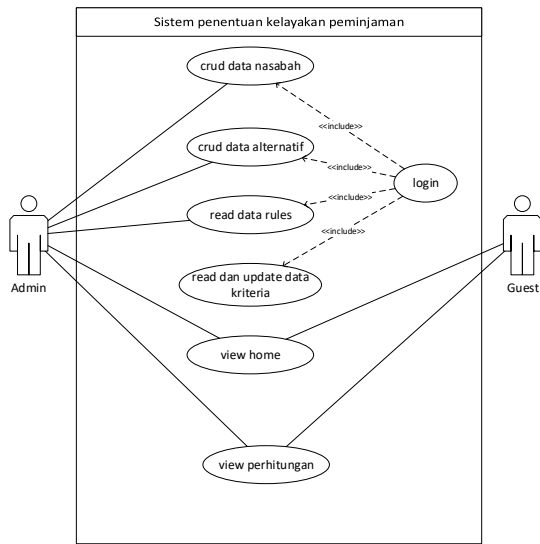 Sistem penentuan kelayakan peminjaman
crud data nasabah
<<include>>
crud data alternatif
<<include>>
login
<<include>>
read data rules
<<include>>
read dan update data
kriteria
Admin
Guest
view home
view perhitungan